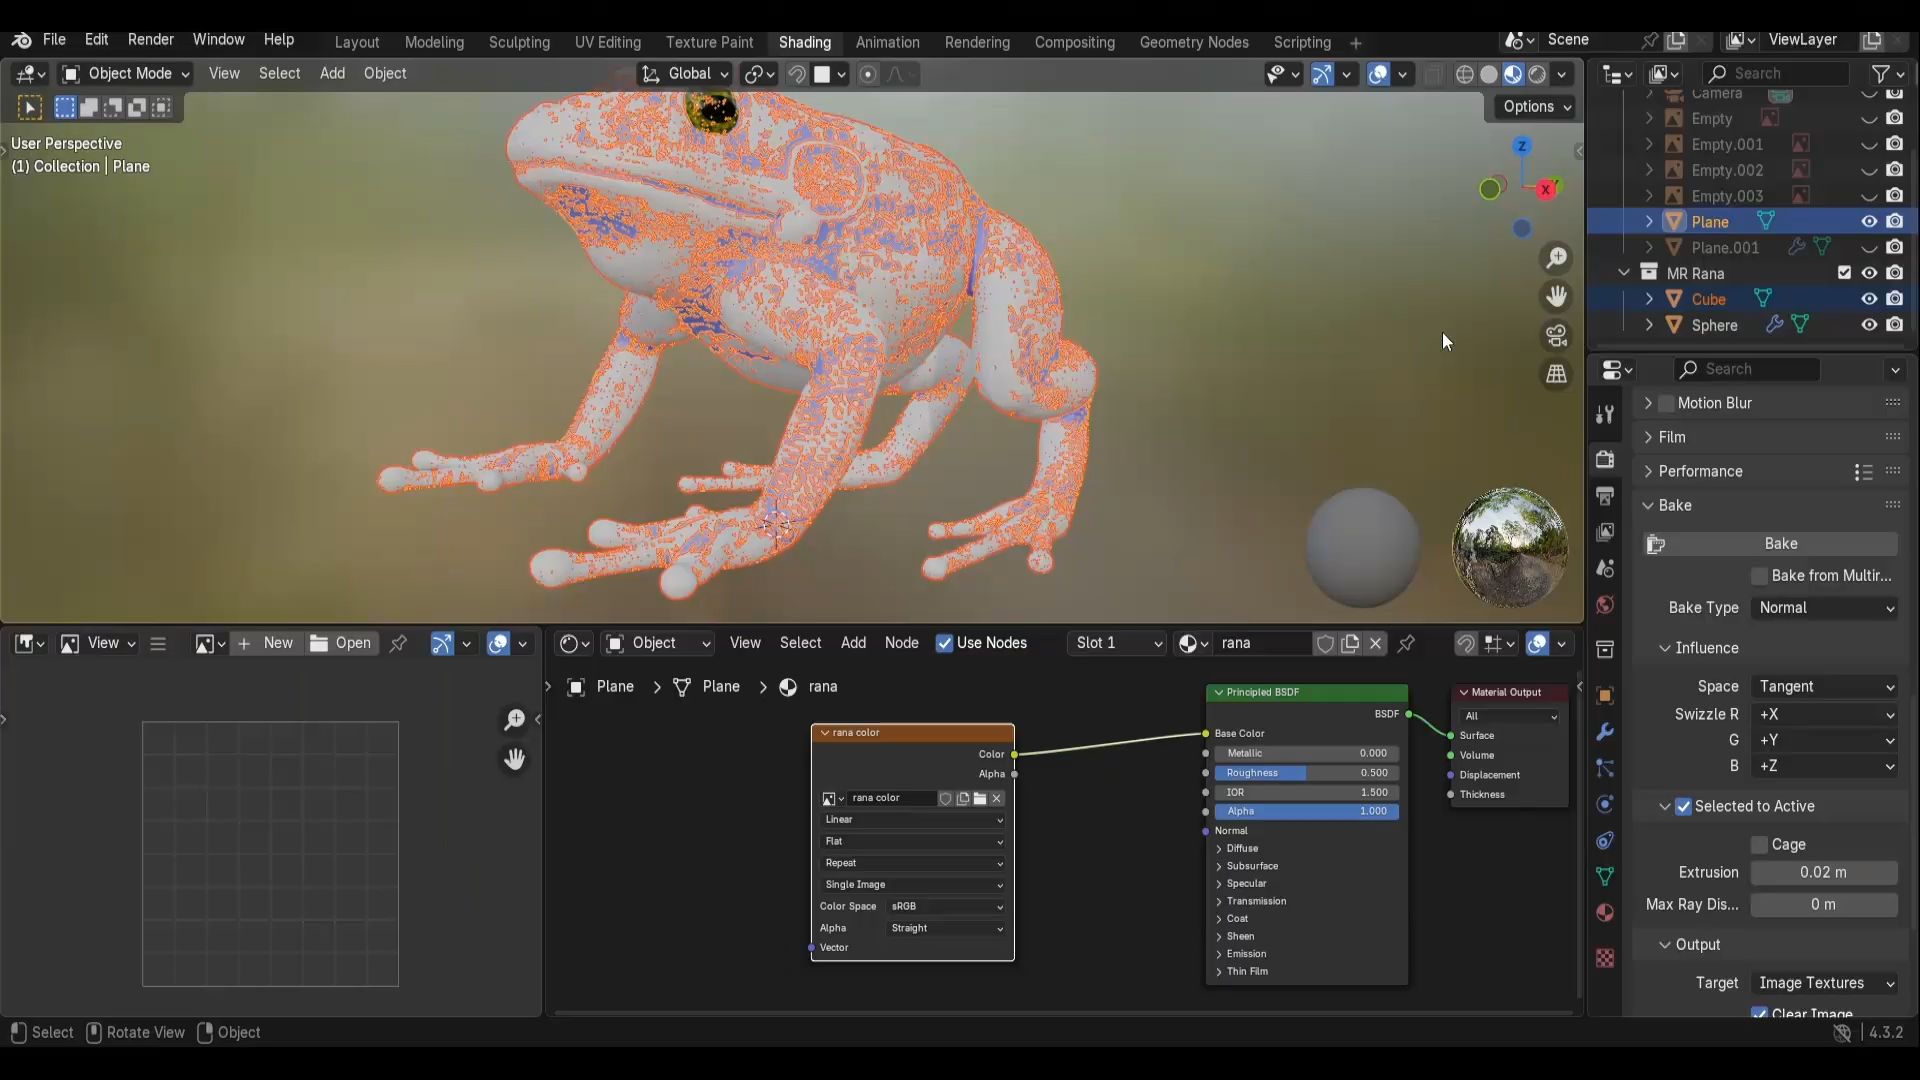 File Edit Render Window Help
Layout Modeling Sculpting UV Editing Texture Paint Shading Animation Rendering Compositing Geometry Nodes Scripting +
Scene
ViewLayer
Object Mode View Select Add Object
Global
Search
Options
User Perspective
(1) Collection | Plane
Z
X
Camera
Empty
Empty.001
Empty.002
Empty.003
Plane
Plane.001
MR Rana
Cube
Sphere
Search
Motion Blur
Film
Performance
Bake
Bake
Bake from Multir...
Bake Type Normal
Influence
Space Tangent
Swizzle R +X
G +Y
B +Z
Selected to Active
Cage
Extrusion 0.02 m
Max Ray Dis... 0 m
Output
Target Image Textures
Clear Image
View
New
Open
Object View Select Add Node Use Nodes
Slot 1
rana
Plane > Plane > rana
rana color
Color
Alpha
rana color
Linear
Flat
Repeat
Single Image
Color Space sRGB
Alpha Straight
Vector
Principled BSDF
BSDF
Base Color
Metallic 0.000
Roughness 0.500
IOR 1.500
Alpha 1.000
Normal
Diffuse
Subsurface
Specular
Transmission
Coat
Sheen
Emission
Thin Film
Material Output
All
Surface
Volume
Displacement
Thickness
Select Rotate View Object
4.3.2